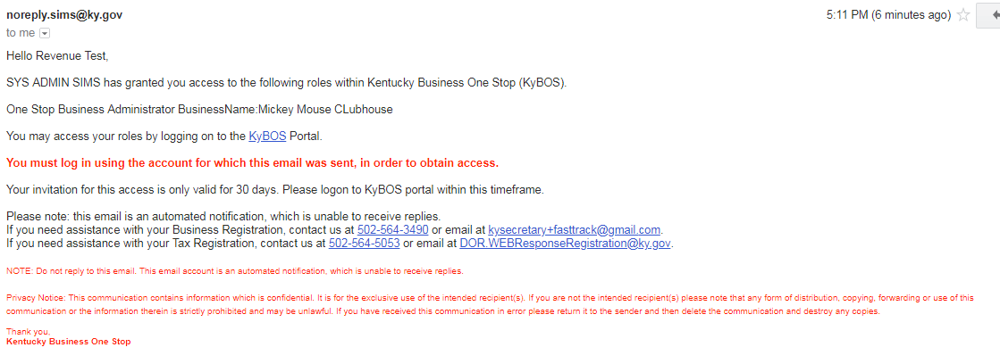 noreply.sims@ky.gov 5:11 PM (6 minutes ago)
to me
Hello Revenue Test,
SYS ADMIN SIMS has granted you access to the following roles within Kentucky Business One Stop (KyBOS).
One Stop Business Administrator BusinessName:Mickey Mouse CLubhouse
You may access your roles by logging on to the KyBOS Portal.
You must log in using the account for which this email was sent, in order to obtain access.
Your invitation for this access is only valid for 30 days. Please logon to KyBOS portal within this timeframe.
Please note: this email is an automated notification, which is unable to receive replies.
If you need assistance with your Business Registration, contact us at 502-564-3490 or email at kysecretary+fasttrack@gmail.com.
If you need assistance with your Tax Registration, contact us at 502-564-5053 or email at DOR.WEBResponseRegistration@ky.gov.
NOTE: Do not reply to this email. This email account is an automated notification, which is unable to receive replies.
Privacy Notice: This communication contains information which is confidential. It is for the exclusive use of the intended recipient(s). If you are not the intended recipient(s) please note that any form of distribution, copying, forwarding or use of this
communication or the information therein is strictly prohibited and may be unlawful. If you have received this communication in error please return it to the sender and then delete the communication and destroy any copies.
Thank you,
Kentucky Business One Stop